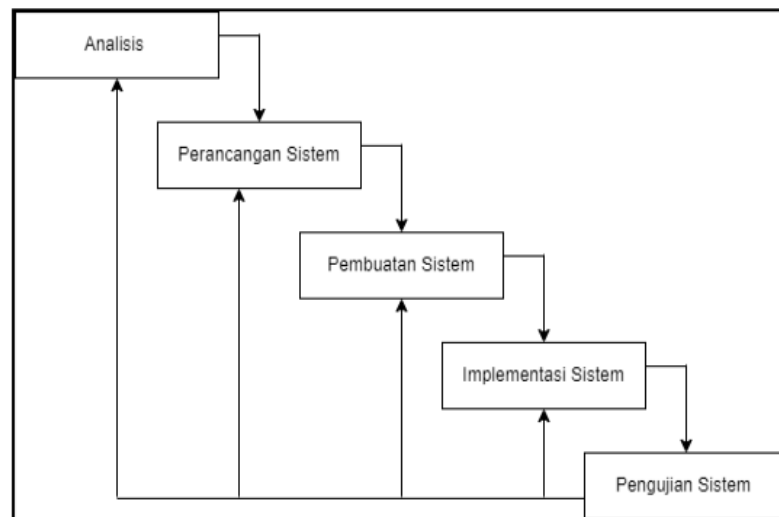 Analisis
Perancangan Sistem
Pembuatan Sistem
Implementasi Sistem
Pengujian Sistem